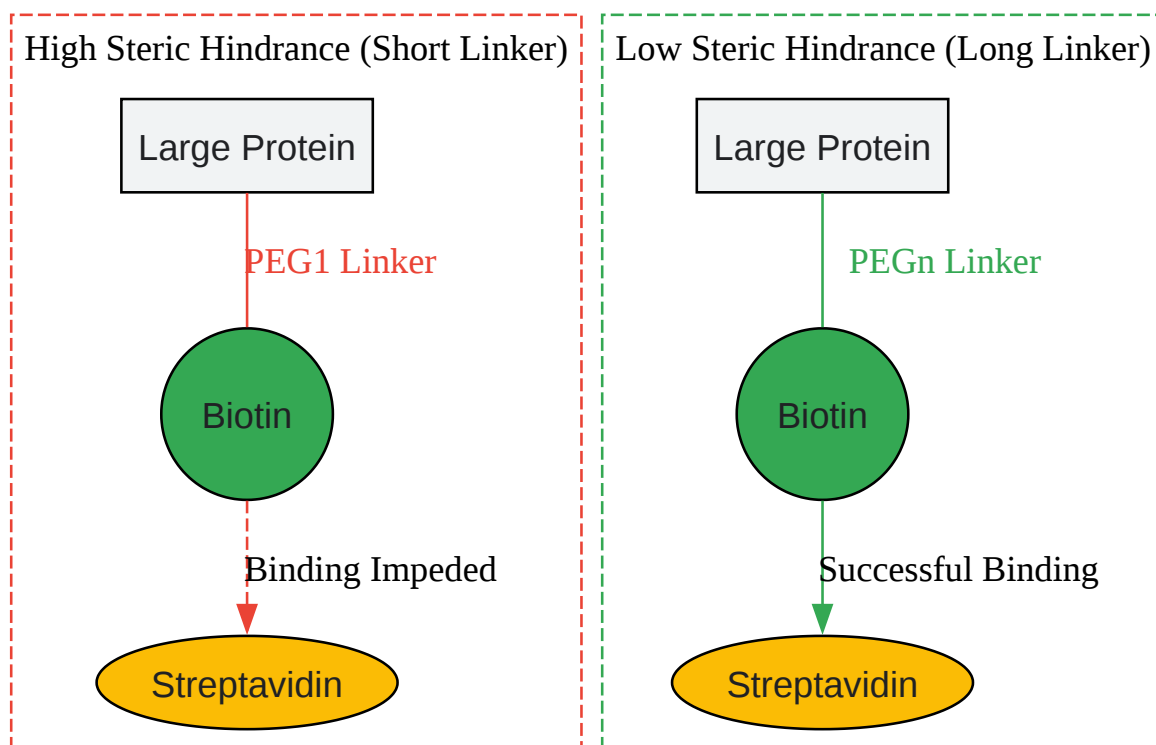 High Steric Hindrance (Short Linker)
Large Protein
PEG1 Linker
Biotin
Binding Impeded
Streptavidin
Low Steric Hindrance (Long Linker)
Large Protein
PEGn Linker
Biotin
Successful Binding
Streptavidin